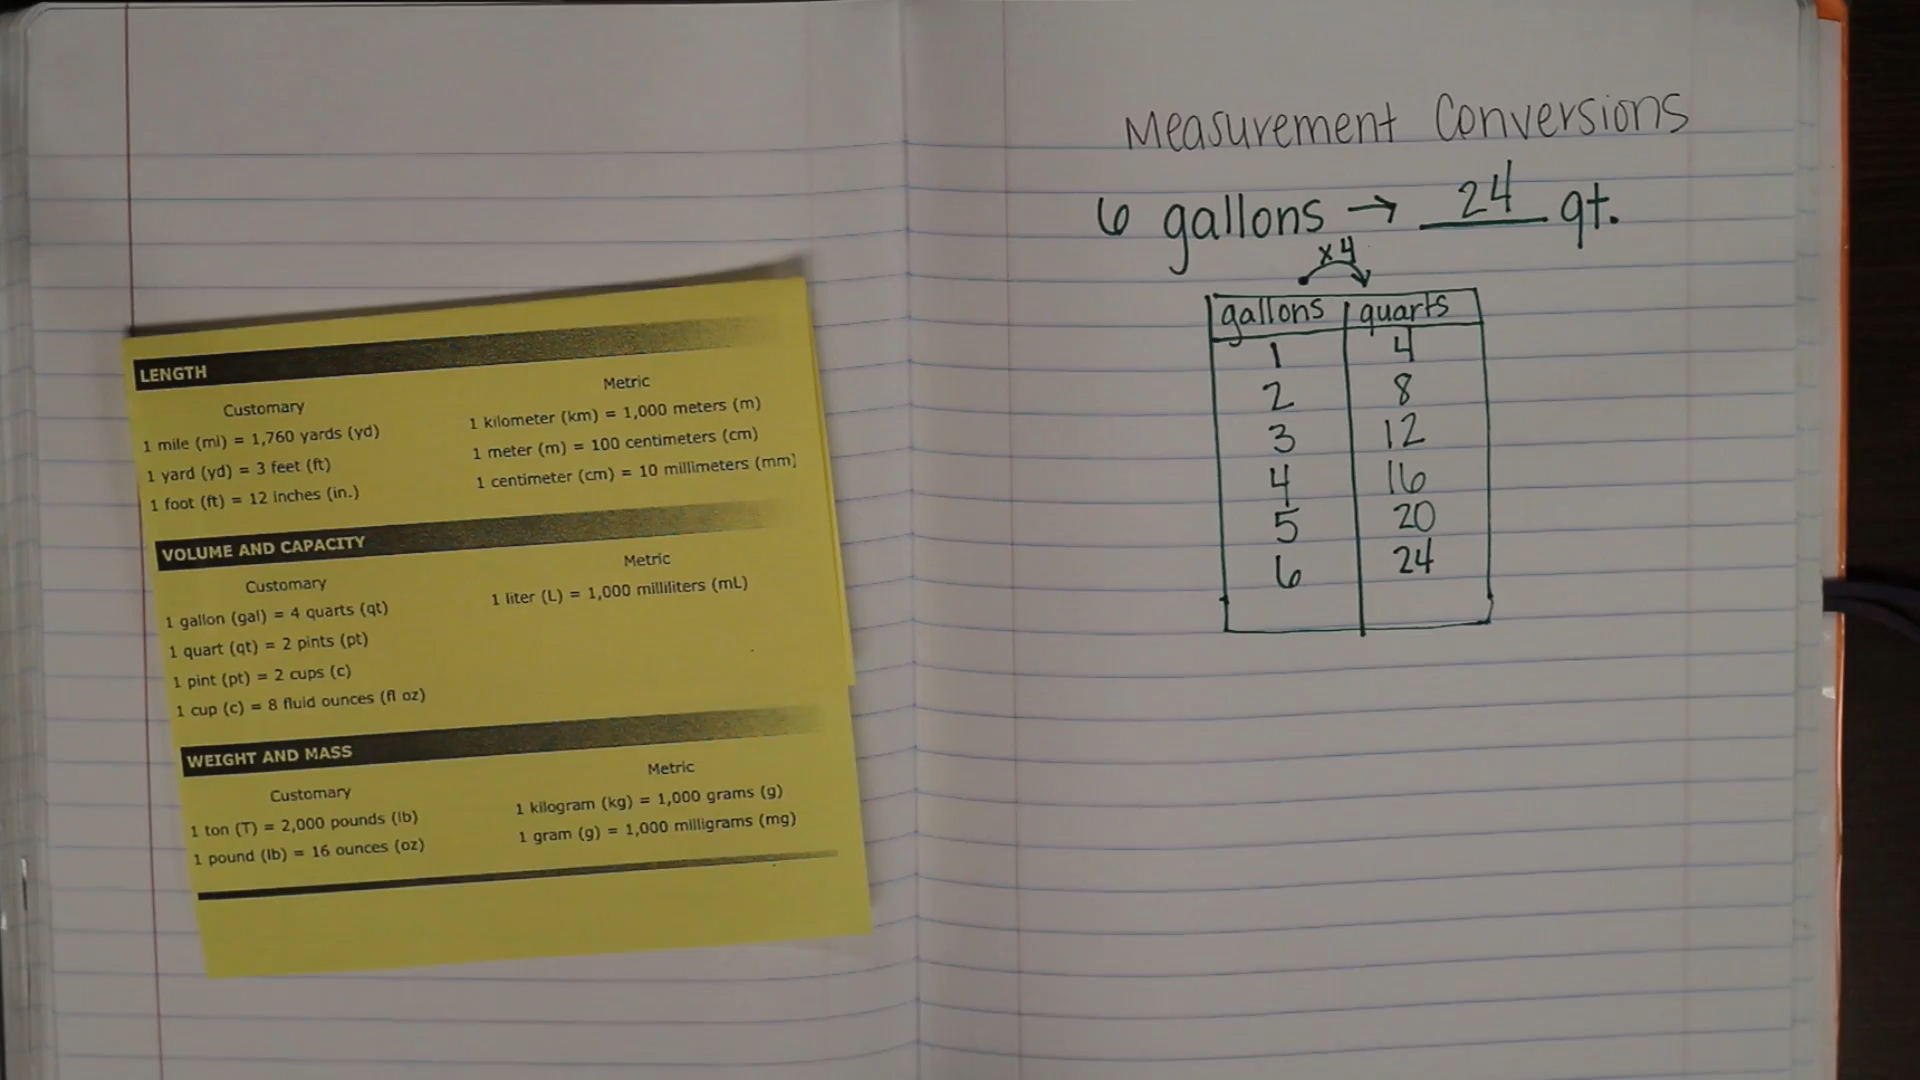 LENGTH
Customary
1 mile (mi) = 1,760 yards (yd)
1 yard (yd) = 3 feet (ft)
1 foot (ft) = 12 inches (in.)
Metric
1 kilometer (km) = 1,000 meters (m)
1 meter (m) = 100 centimeters (cm)
1 centimeter (cm) = 10 millimeters (mm)
VOLUME AND CAPACITY
Customary
1 gallon (gal) = 4 quarts (qt)
1 quart (qt) = 2 pints (pt)
1 pint (pt) = 2 cups (c)
1 cup (c) = 8 fluid ounces (fl oz)
Metric
1 liter (L) = 1,000 milliliters (mL)
WEIGHT AND MASS
Customary
1 ton (T) = 2,000 pounds (lb)
1 pound (lb) = 16 ounces (oz)
Metric
1 kilogram (kg) = 1,000 grams (g)
1 gram (g) = 1,000 milligrams (mg)
Measurement Conversions
6 gallons → 24 qt.
x4
gallons quarts
1 4
2 8
3 12
4 16
5 20
6 24